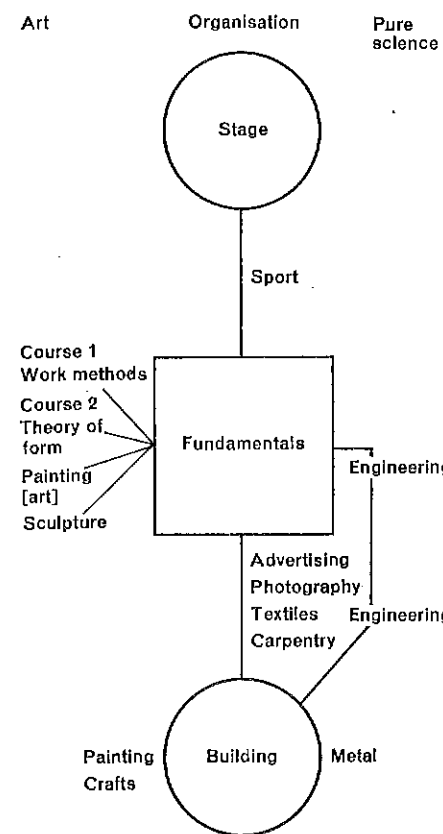 Art
Organisation
Pure
science
Stage
Sport
Course 1
Work methods
Course 2
Theory of
form
Painting
[art]
Sculpture
Fundamentals
Engineering
Advertising
Photography
Textiles
Carpentry
Engineering
Painting
Crafts
Building
Metal